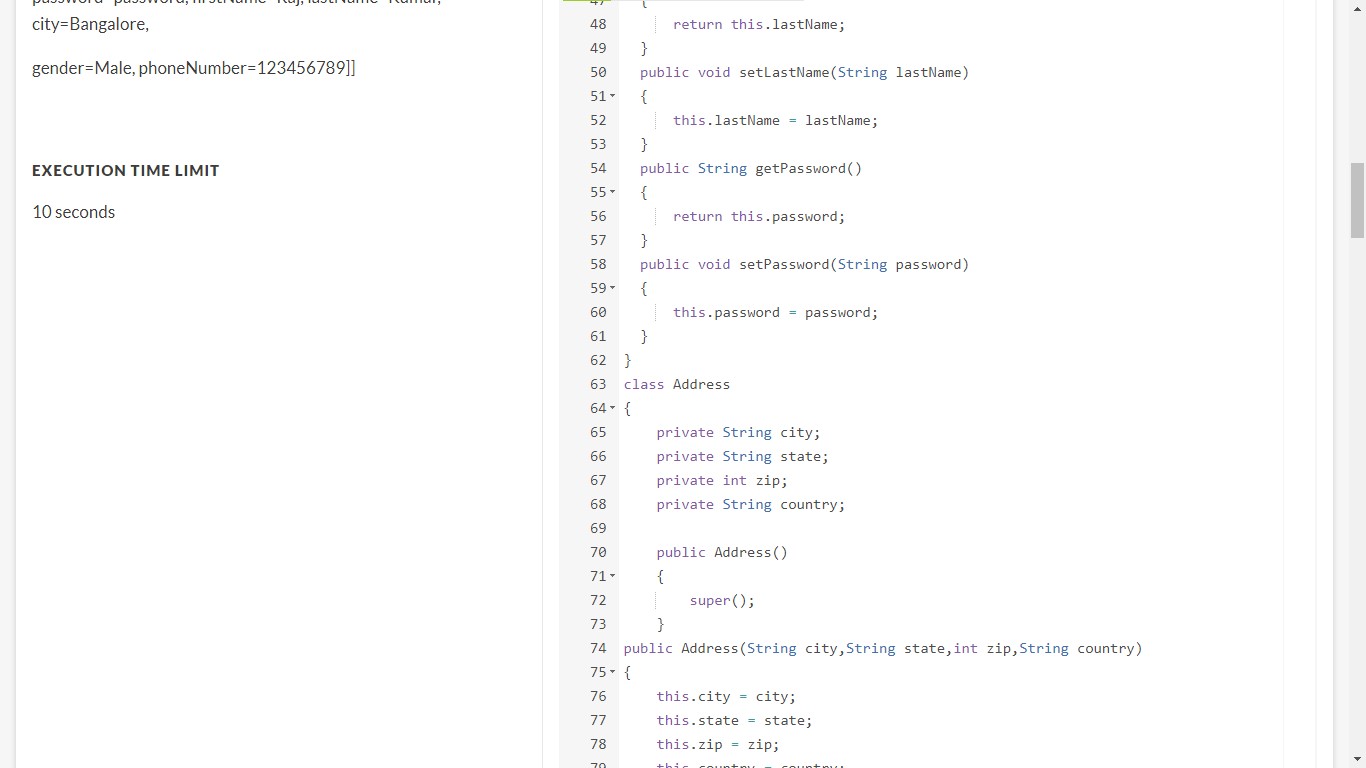 city=Bangalore,
gender=Male, phoneNumber=123456789]]
EXECUTION TIME LIMIT
10 seconds
47 {
48 return this.lastName;
49 }
50 public void setLastName(String lastName)
51 {
52 this.lastName = lastName;
53 }
54 public String getPassword()
55 {
56 return this.password;
57 }
58 public void setPassword(String password)
59 {
60 this.password = password;
61 }
62 }
63 class Address
64 {
65 private String city;
66 private String state;
67 private int zip;
68 private String country;
69
70 public Address()
71 {
72 super();
73 }
74 public Address(String city,String state,int zip,String country)
75 {
76 this.city = city;
77 this.state = state;
78 this.zip = zip;
79 this.country = country;